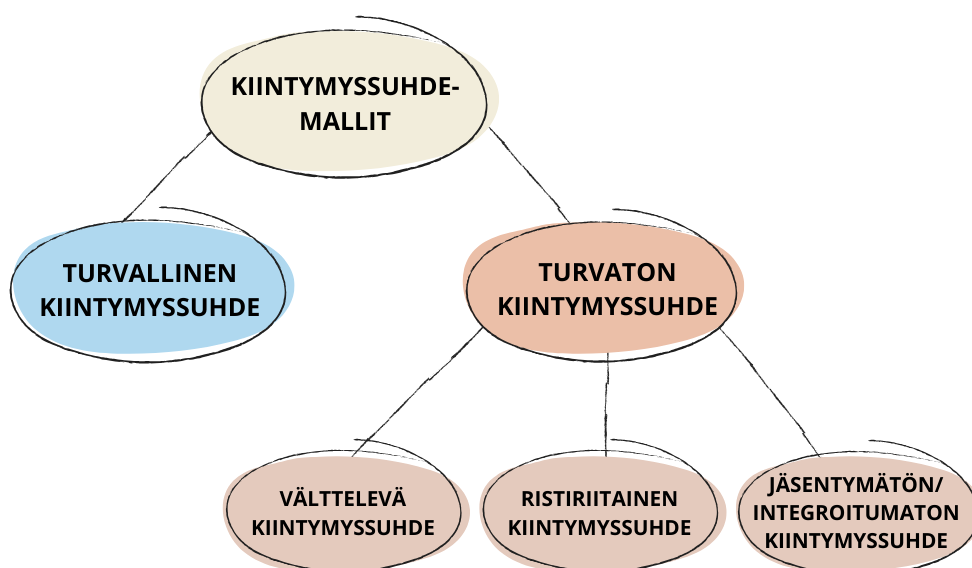 KIINTYMYSSUHDE-
MALLIT
TURVALLINEN
KIINTYMYSSUHDE
TURVATON
KIINTYMYSSUHDE
VÄLTTELEVÄ
KIINTYMYSSUHDE
RISTIRIITAINEN
KIINTYMYSSUHDE
JÄSENTYMÄTÖN/
INTEGROITUMATON
KIINTYMYSSUHDE